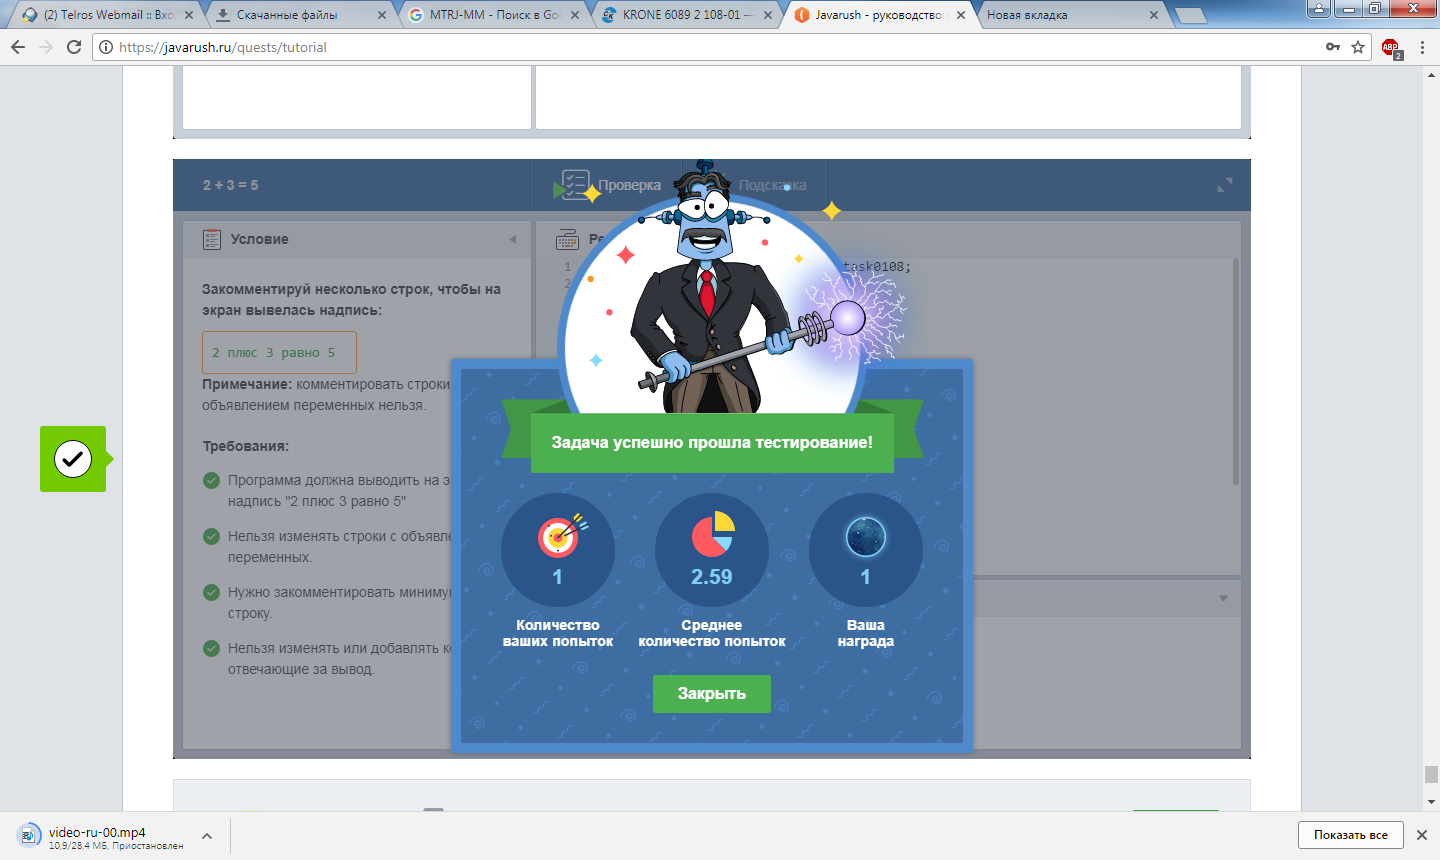 (2) Telros Webmail :: Вхо
Скачанные файлы
MTRJ-MM - Поиск в Goo
KRONE 6089 2 108-01 —
Javarush - руководство
Новая вкладка
https://javarush.ru/quests/tutorial
ABP
2
2 + 3 = 5
Проверка
Подсказка
Условие
Ре
Закомментируй несколько строк, чтобы на
экран вывелась надпись:
2 плюс 3 равно 5
Примечание: комментировать строки
объявлением переменных нельзя.
Требования:
Программа должна выводить на э
надпись "2 плюс 3 равно 5"
Нельзя изменять строки с объявле
переменных.
Нужно закомментировать минимум
строку.
Нельзя изменять или добавлять к
отвечающие за вывод.
1
2
task0108;
Задача успешно прошла тестирование!
1
Количество
ваших попыток
2.59
Среднее
количество попыток
1
Ваша
награда
Закрыть
video-ru-00.mp4
10,9/28,4 МБ, Приостановлен
Показать все